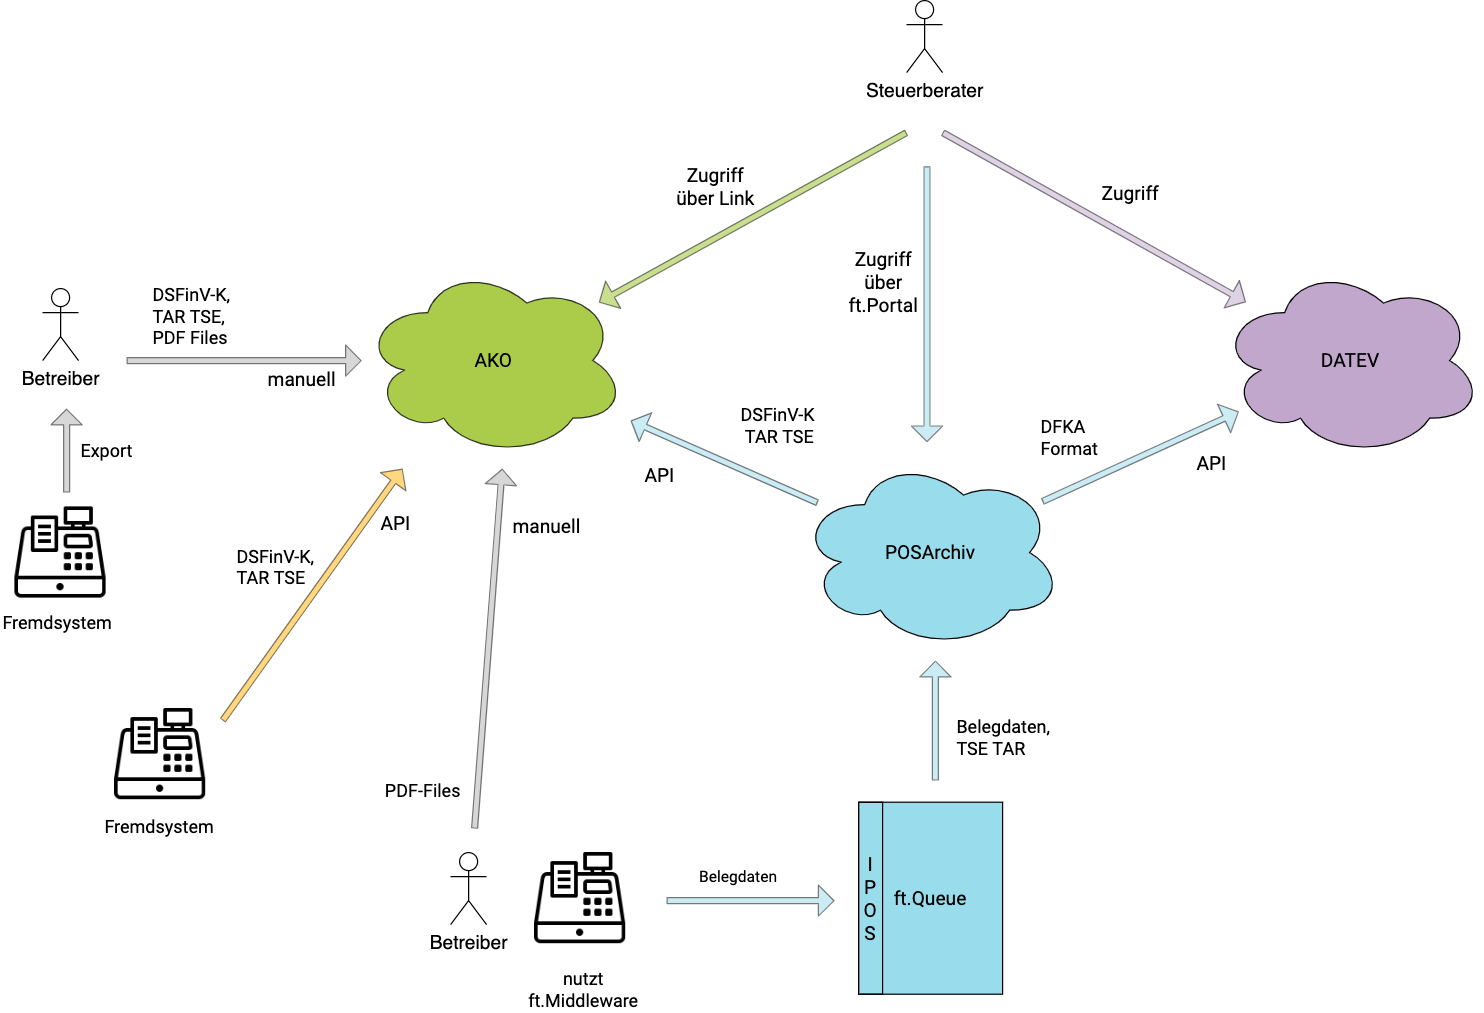 Steuerberater
Zugriff
über Link
Zugriff
Zugriff
über
ft.Portal
DSFinV-K,
TAR TSE,
PDF Files
manuell
Betreiber
AKO
DATEV
Export
DSFinV-K
TAR TSE
API
DFKA
Format
API
API
manuell
POSArchiv
DSFinV-K,
TAR TSE
Fremdsystem
Fremdsystem
Belegdaten,
TSE TAR
PDF-Files
Betreiber
nutzt
ft.Middleware
Belegdaten
I
P
O
S
ft.Queue